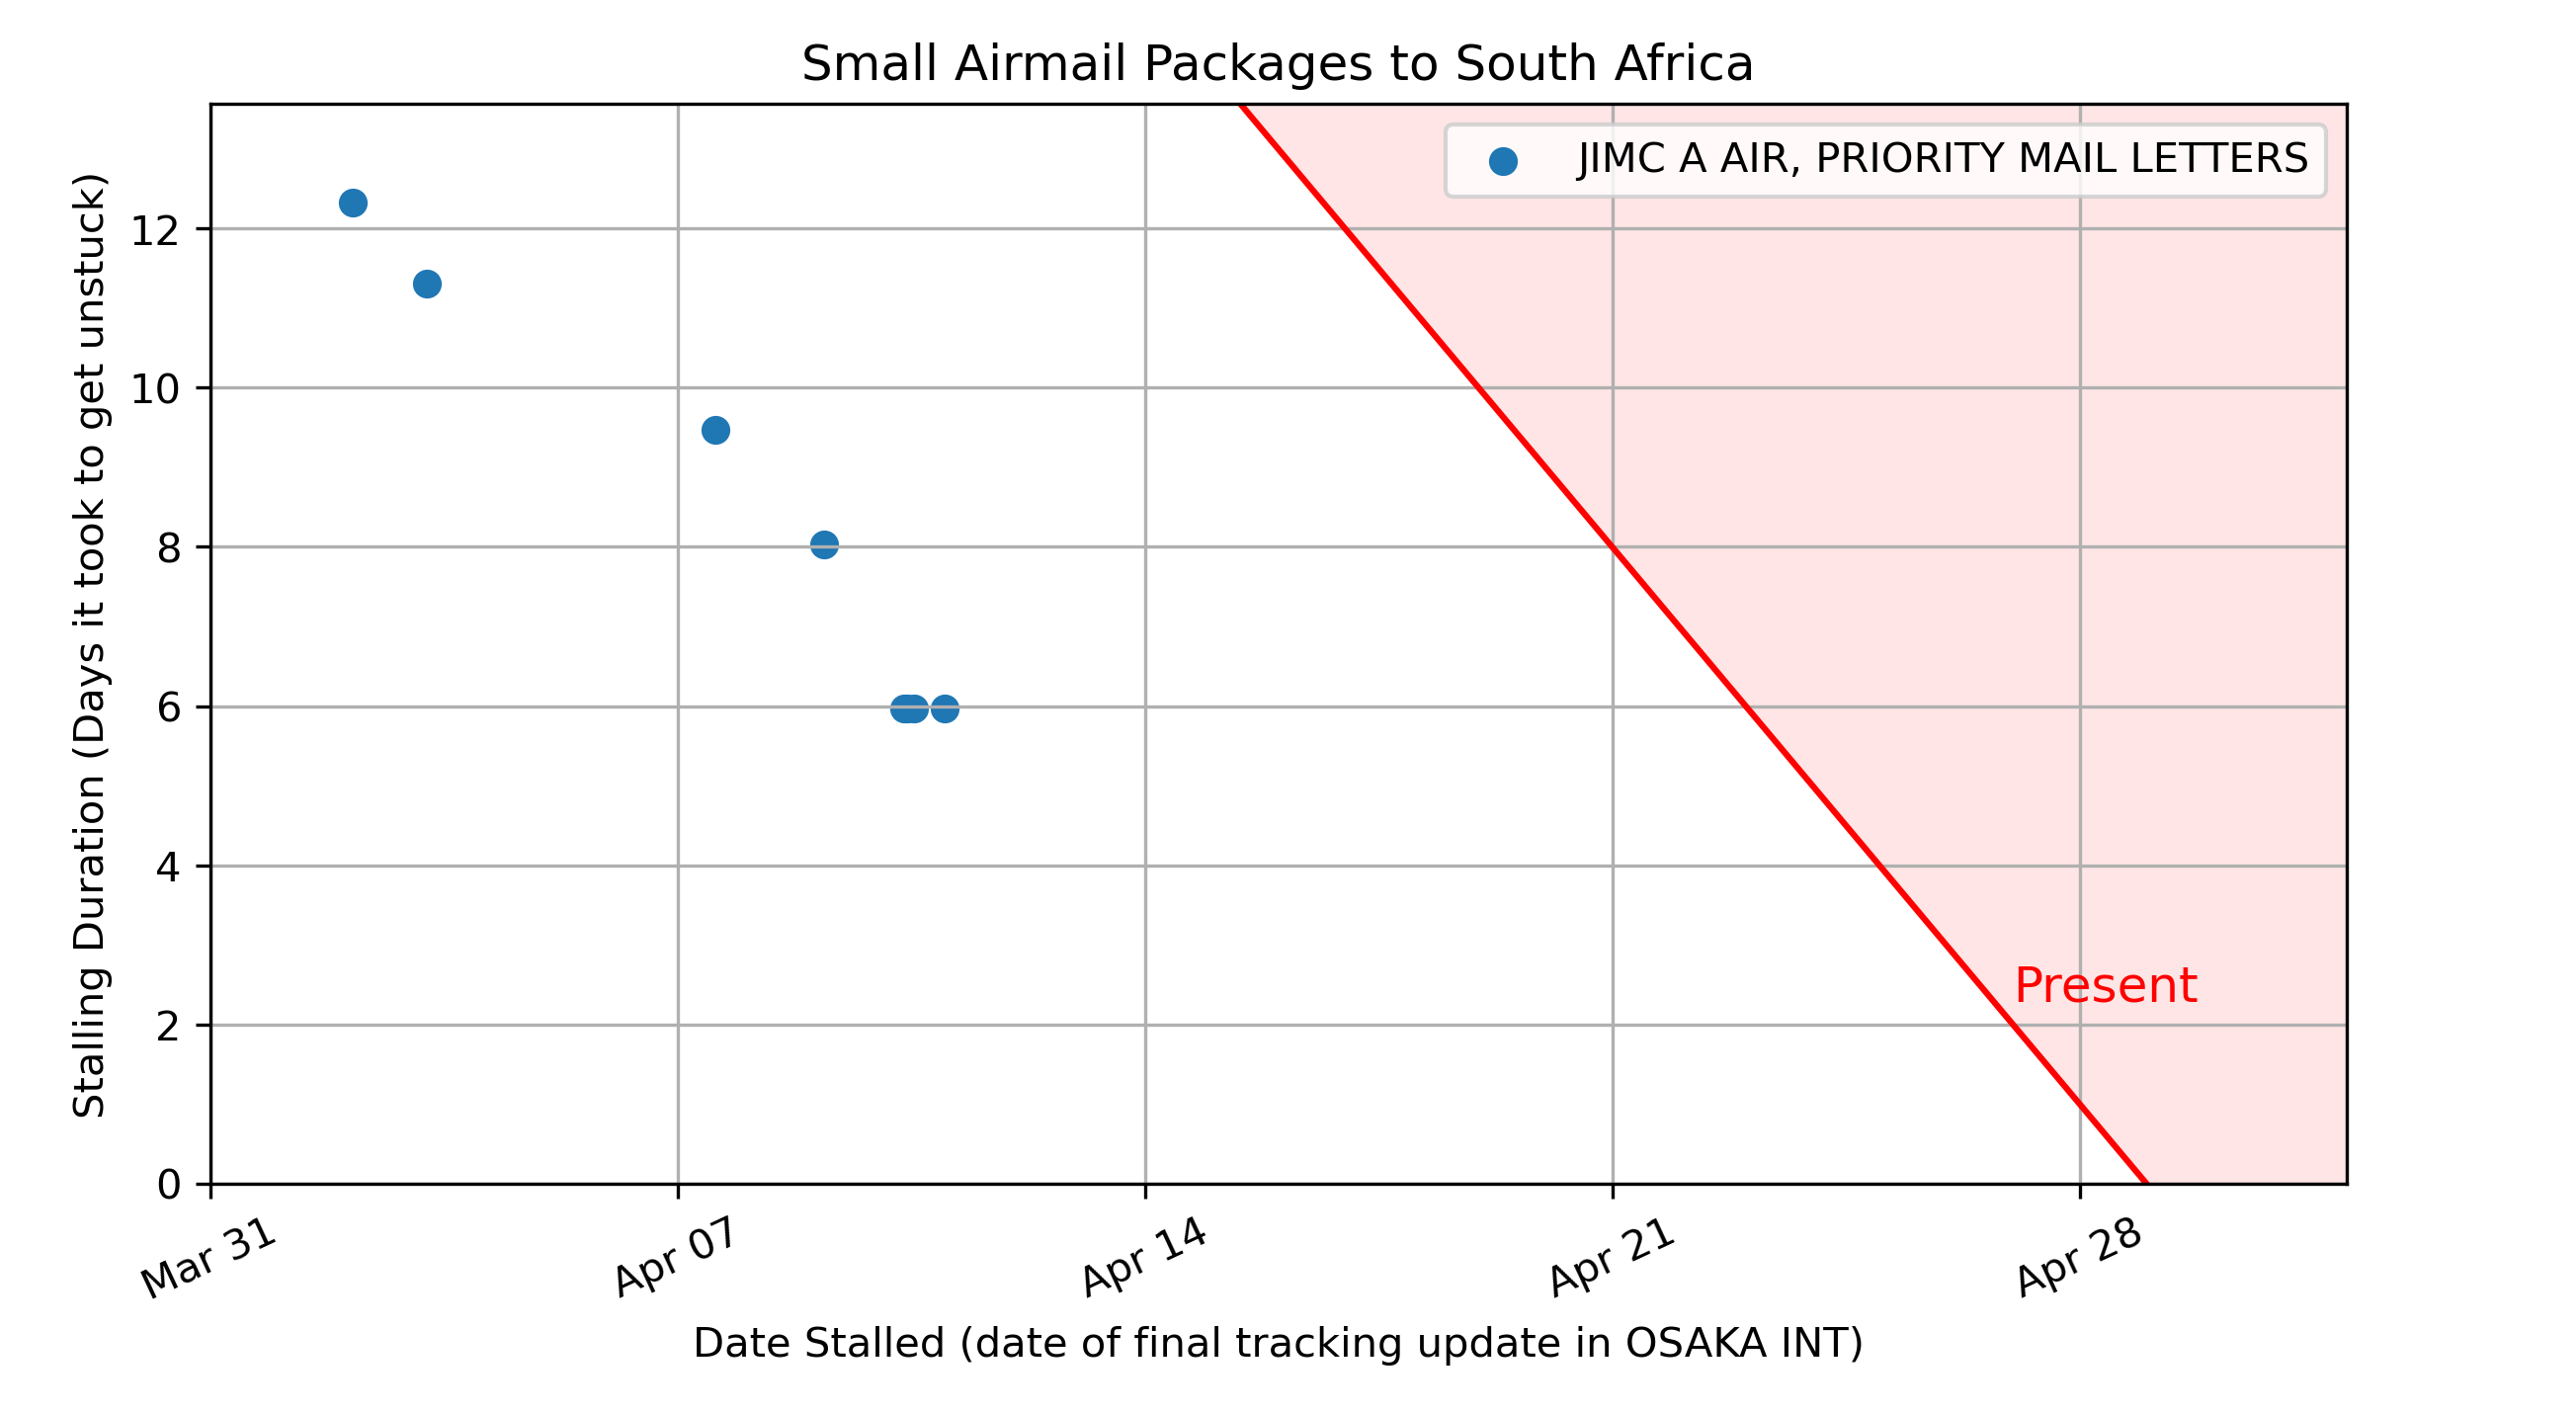 Small Airmail Packages to South Africa
JIMC A AIR, PRIORITY MAIL LETTERS
Stalling Duration (Days it took to get unstuck)
12
10
8
6
4
2
0
Present
Mar 31
Apr 07
Apr 14
Apr 21
Apr 28
Date Stalled (date of final tracking update in OSAKA INT)